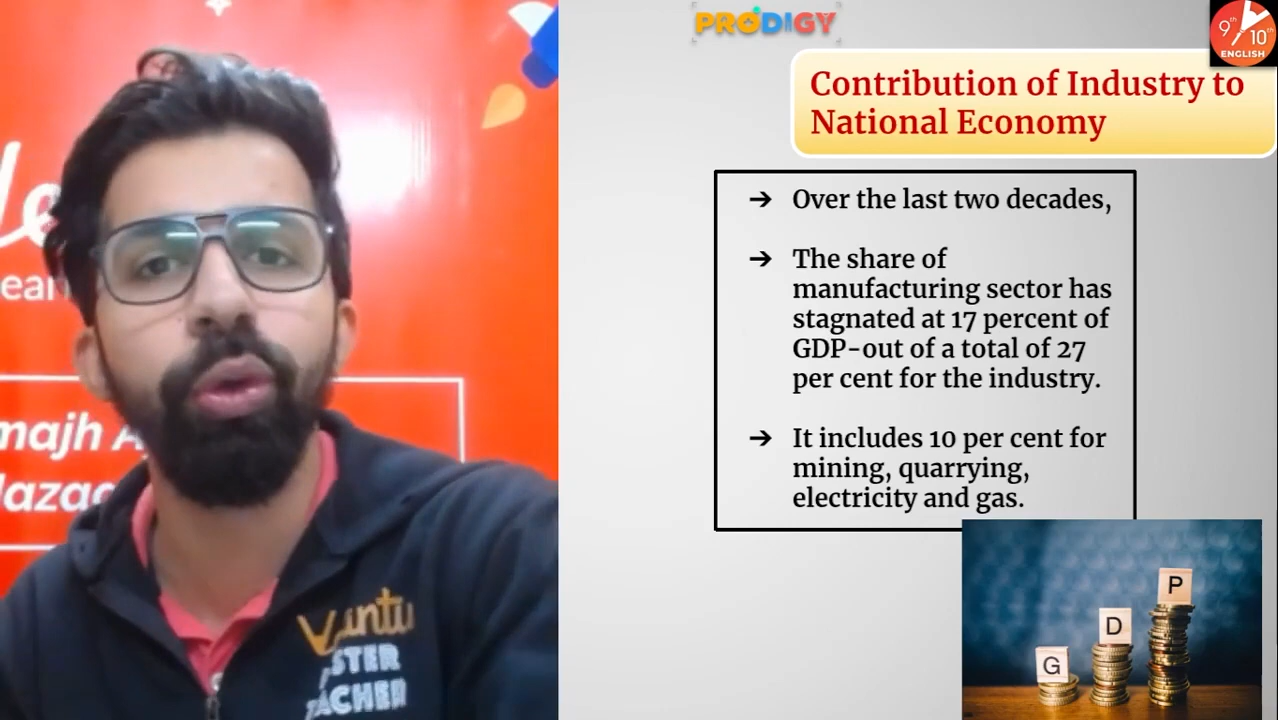 PRODIGY
9th 10th
ENGLISH
Contribution of Industry to
National Economy
➔ Over the last two decades,
➔ The share of
manufacturing sector has
stagnated at 17 percent of
GDP-out of a total of 27
per cent for the industry.
➔ It includes 10 per cent for
mining, quarrying,
electricity and gas.
G D P
majh
Vantu